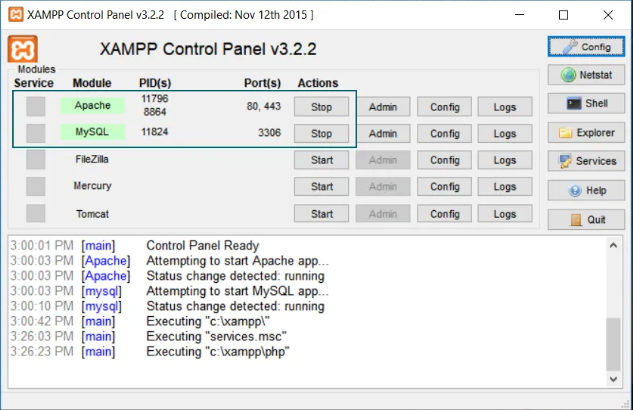 XAMPP Control Panel v3.2.2 [ Compiled: Nov 12th 2015 ]
XAMPP Control Panel v3.2.2
Config
Modules
Service Module PID(s) Port(s) Actions
Netstat
Apache 11796 8864 80, 443 Stop Admin Config Logs
Shell
MySQL 11824 3306 Stop Admin Config Logs
Explorer
FileZilla Start Admin Config Logs
Services
Mercury Start Admin Config Logs
Help
Tomcat Start Admin Config Logs
Quit
3:00:01 PM [main] Control Panel Ready
3:00:03 PM [Apache] Attempting to start Apache app...
3:00:03 PM [Apache] Status change detected: running
3:00:03 PM [mysql] Attempting to start MySQL app...
3:00:10 PM [mysql] Status change detected: running
3:00:42 PM [main] Executing "c:\xampp\"
3:26:03 PM [main] Executing "services.msc"
3:26:23 PM [main] Executing "c:\xampp\php"